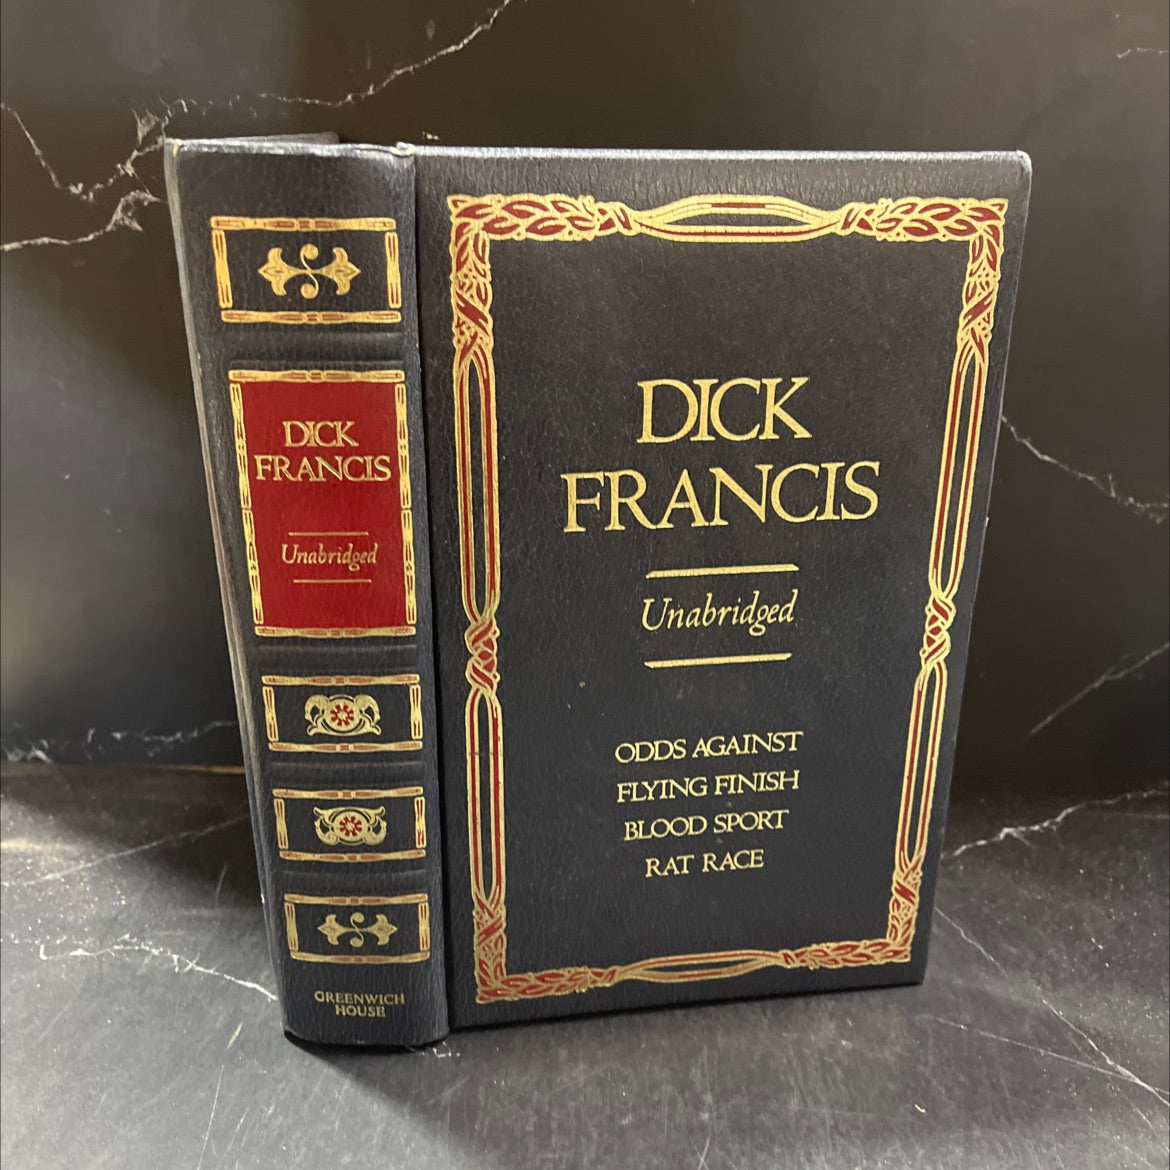 DICK
FRANCIS
Unabridged
GREENWICH
HOUSE
DICK
FRANCIS
Unabridged
ODDS AGAINST
FLYING FINISH
BLOOD SPORT
RAT RACE